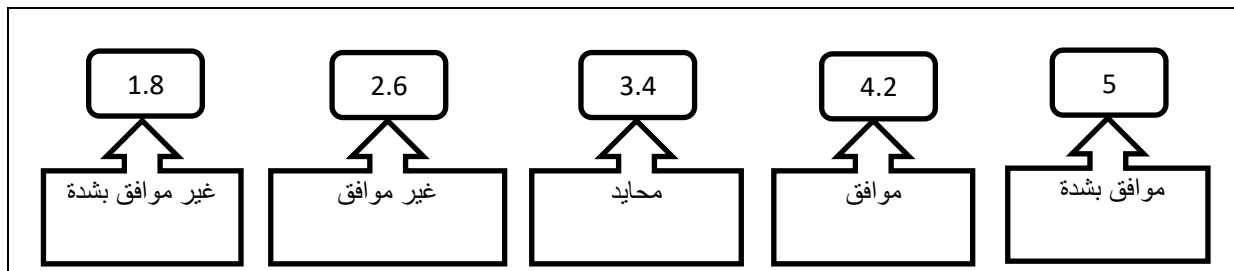 5
4.2
3.4
2.6
1.8
موافق بشدة
موافق
محايد
غير موافق
غير موافق بشدة